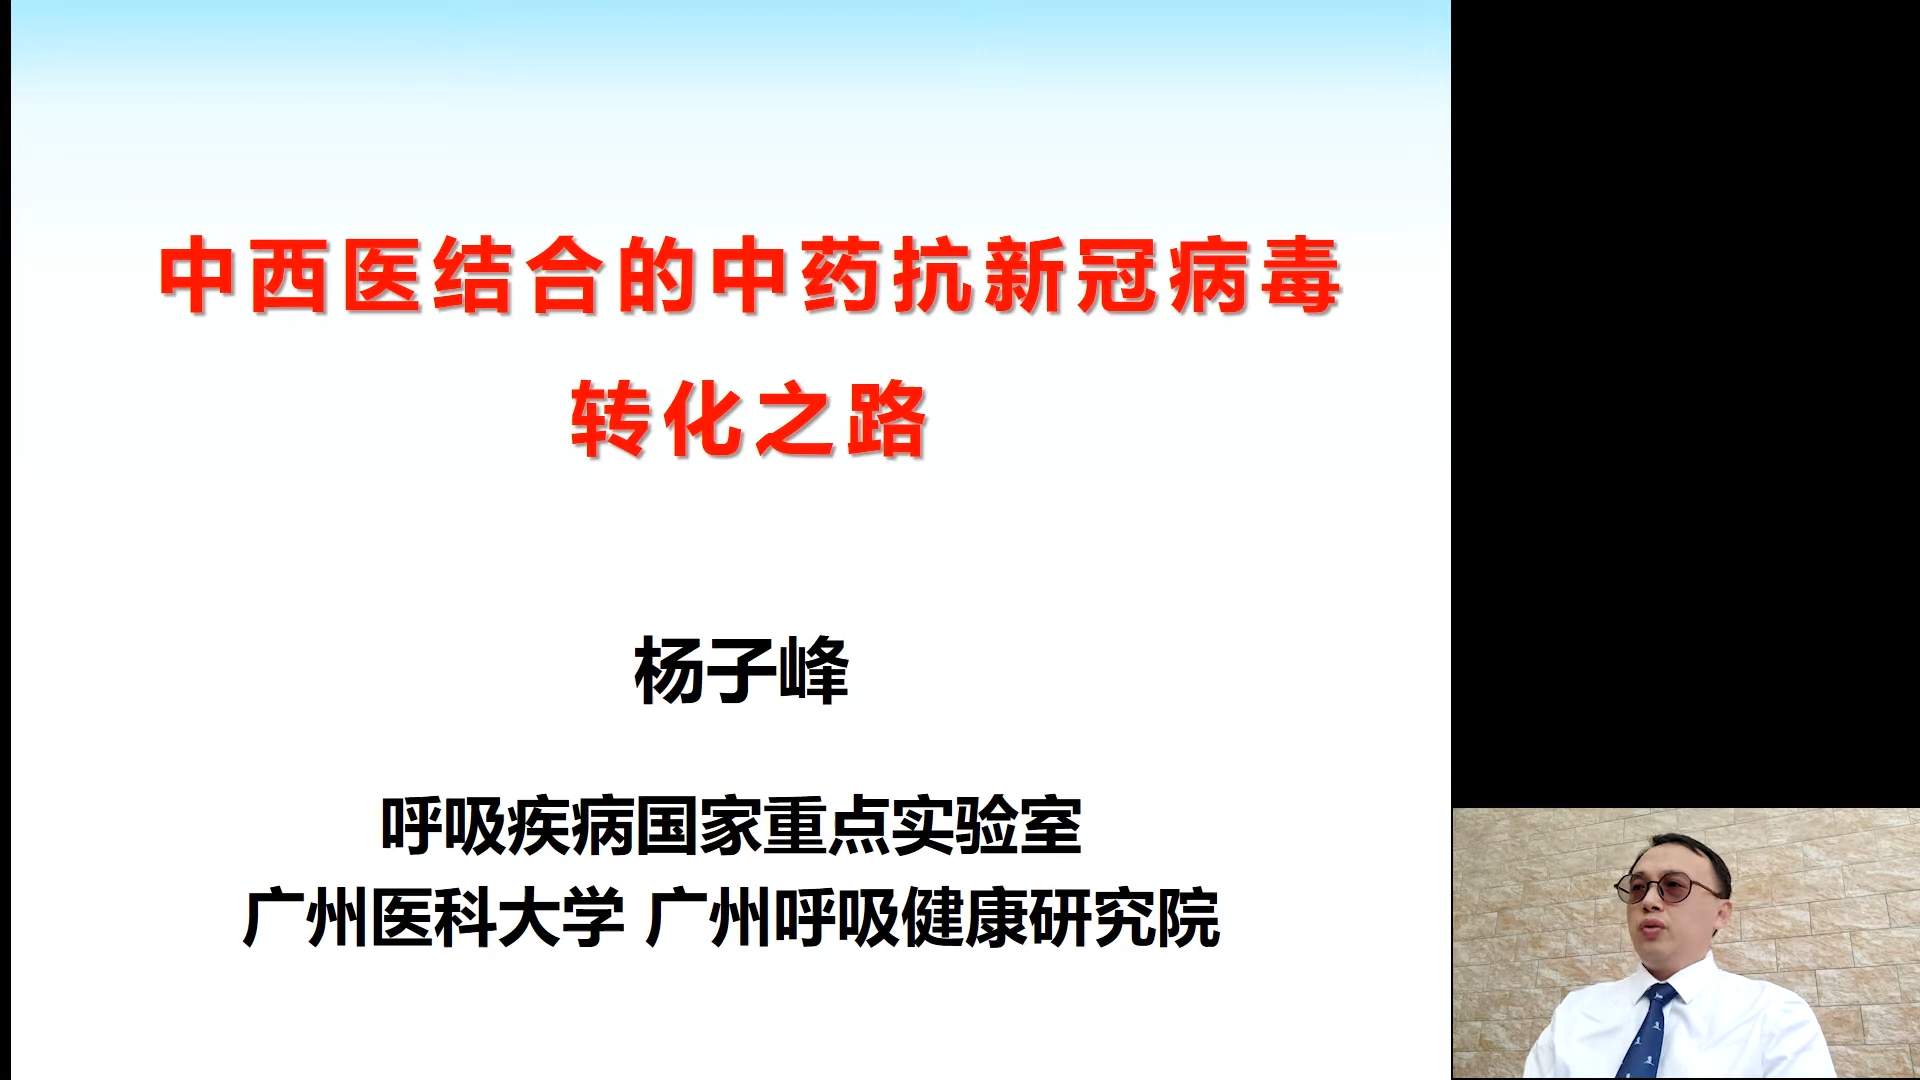 中西医结合的中药抗新冠病毒
转化之路
杨子峰
呼吸疾病国家重点实验室
广州医科大学 广州呼吸健康研究院